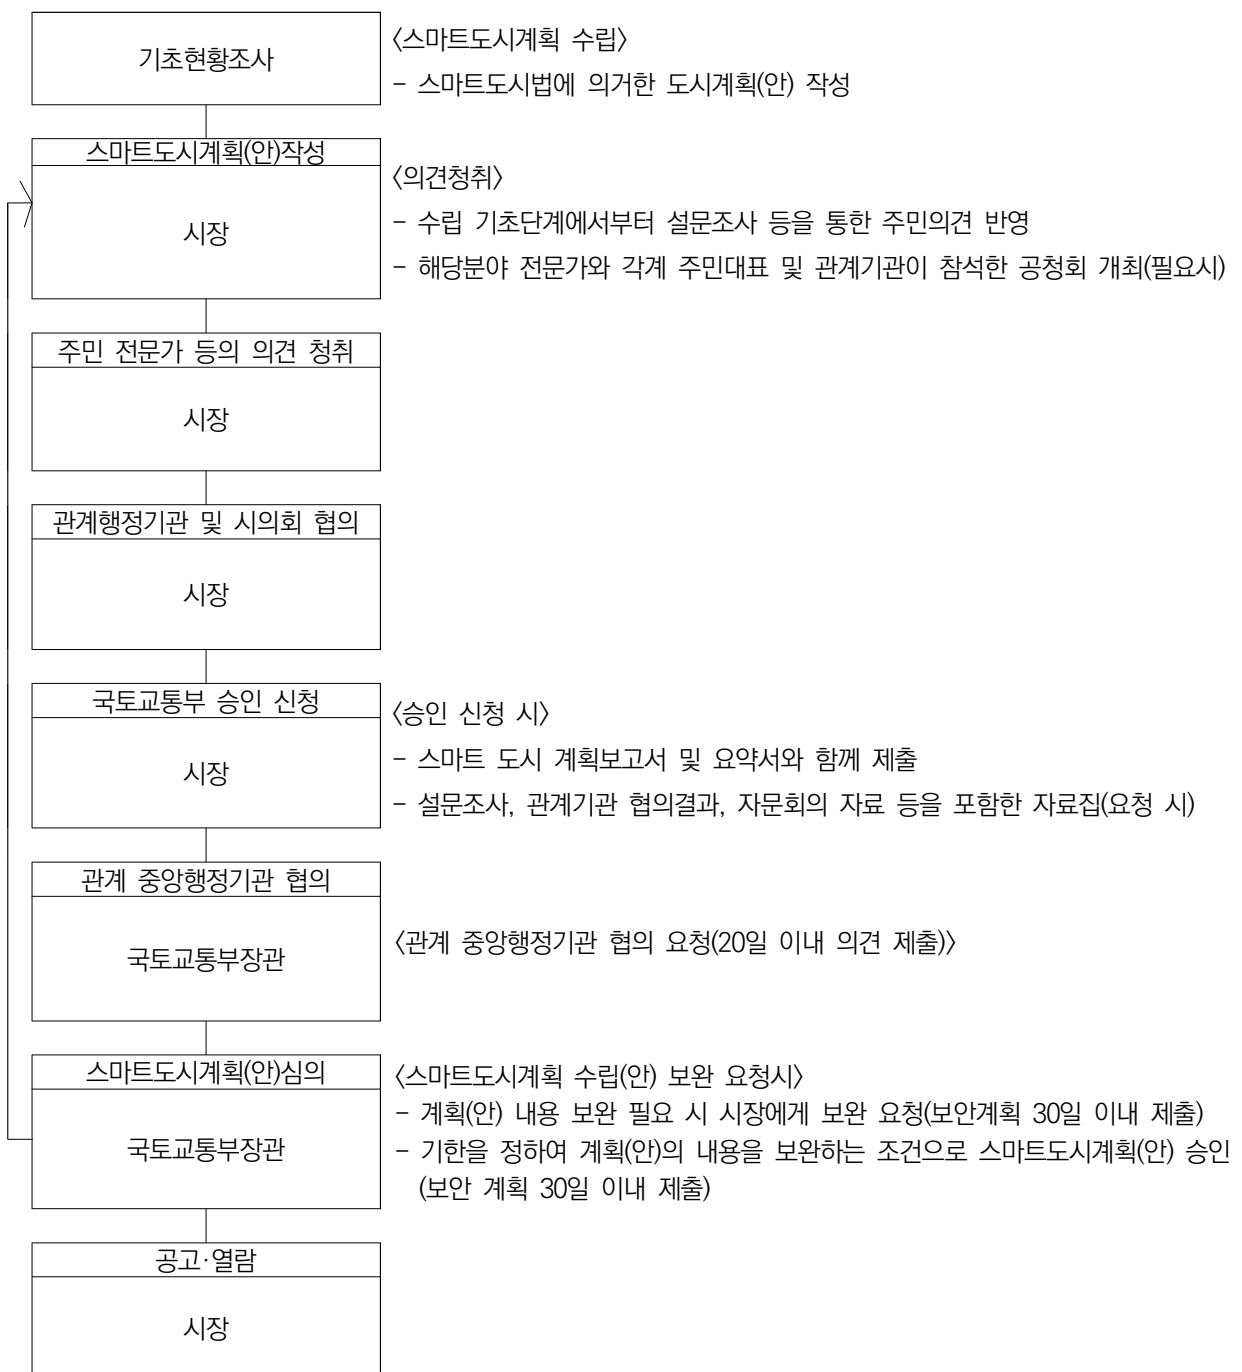 기초현황조사
〈스마트도시계획 수립〉
- 스마트도시법에 의거한 도시계획(안) 작성
스마트도시계획(안)작성
시장
〈의견청취〉
- 수립 기초단계에서부터 설문조사 등을 통한 주민의견 반영
- 해당분야 전문가와 각계 주민대표 및 관계기관이 참석한 공청회 개최(필요시)
주민 전문가 등의 의견 청취
시장
관계행정기관 및 시의회 협의
시장
국토교통부 승인 신청
시장
〈승인 신청 시〉
- 스마트 도시 계획보고서 및 요약서와 함께 제출
- 설문조사, 관계기관 협의결과, 자문회의 자료 등을 포함한 자료집(요청 시)
관계 중앙행정기관 협의
국토교통부장관
〈관계 중앙행정기관 협의 요청(20일 이내 의견 제출)〉
스마트도시계획(안)심의
국토교통부장관
〈스마트도시계획 수립(안) 보완 요청시〉
- 계획(안) 내용 보완 필요 시 시장에게 보완 요청(보안계획 30일 이내 제출)
- 기한을 정하여 계획(안)의 내용을 보완하는 조건으로 스마트도시계획(안) 승인
(보안 계획 30일 이내 제출)
공고·열람
시장